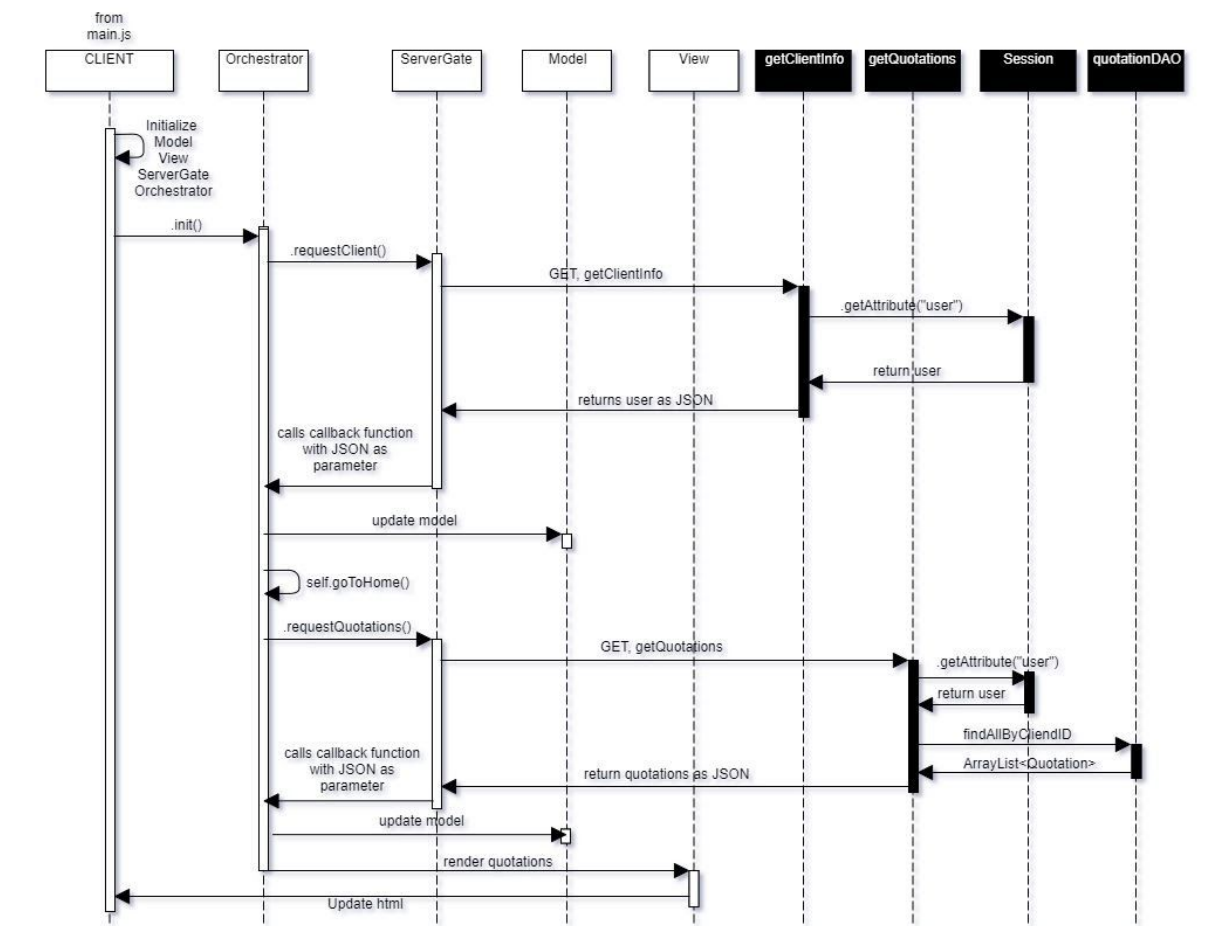 from
main.js
CLIENT
Orchestrator
ServerGate
Model
View
getClientInfo
getQuotations
Session
quotationDAO
Initialize
Model
View
ServerGate
Orchestrator
.init()
.requestClient()
GET, getClientInfo
.getAttribute("user")
return user
returns user as JSON
calls callback function
with JSON as
parameter
update model
self.goToHome()
.requestQuotations()
GET, getQuotations
.getAttribute("user")
return user
findAllByCliendID
ArrayList<Quotation>
calls callback function
with JSON as
parameter
return quotations as JSON
update model
render quotations
Update html